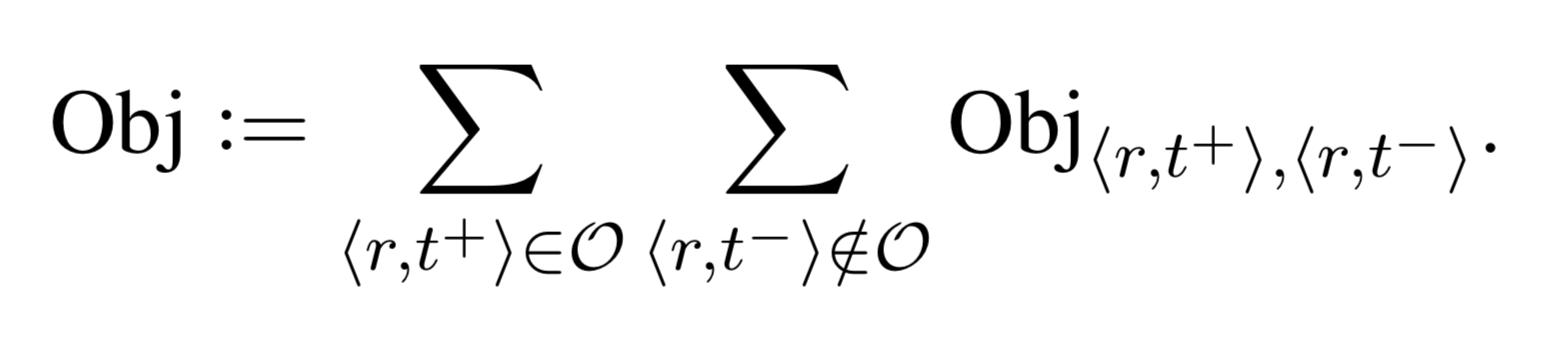 Obj := ∑_{⟨r,t⁺⟩∈𝒪} ∑_{⟨r,t⁻⟩∉𝒪} Obj_{⟨r,t⁺⟩,⟨r,t⁻⟩}.